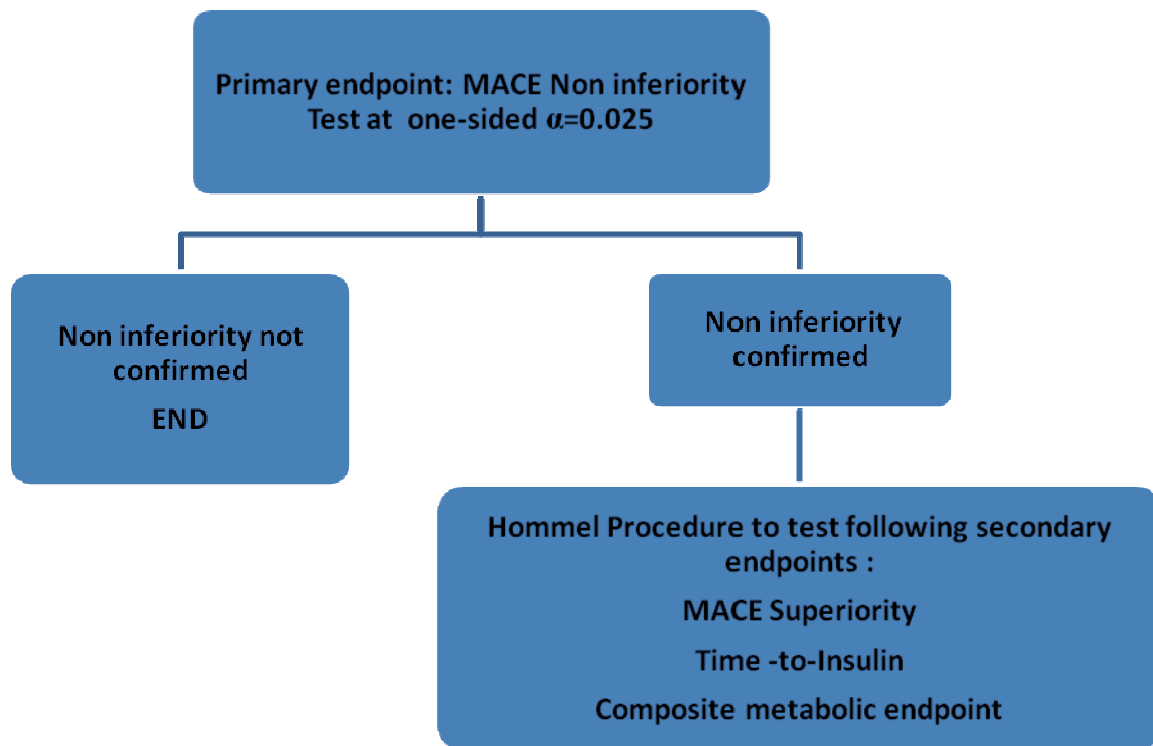 Primary endpoint: MACE Non inferiority
Test at one-sided α=0.025
Non inferiority not
confirmed
END
Non inferiority
confirmed
Hommel Procedure to test following secondary
endpoints :
MACE Superiority
Time -to-Insulin
Composite metabolic endpoint